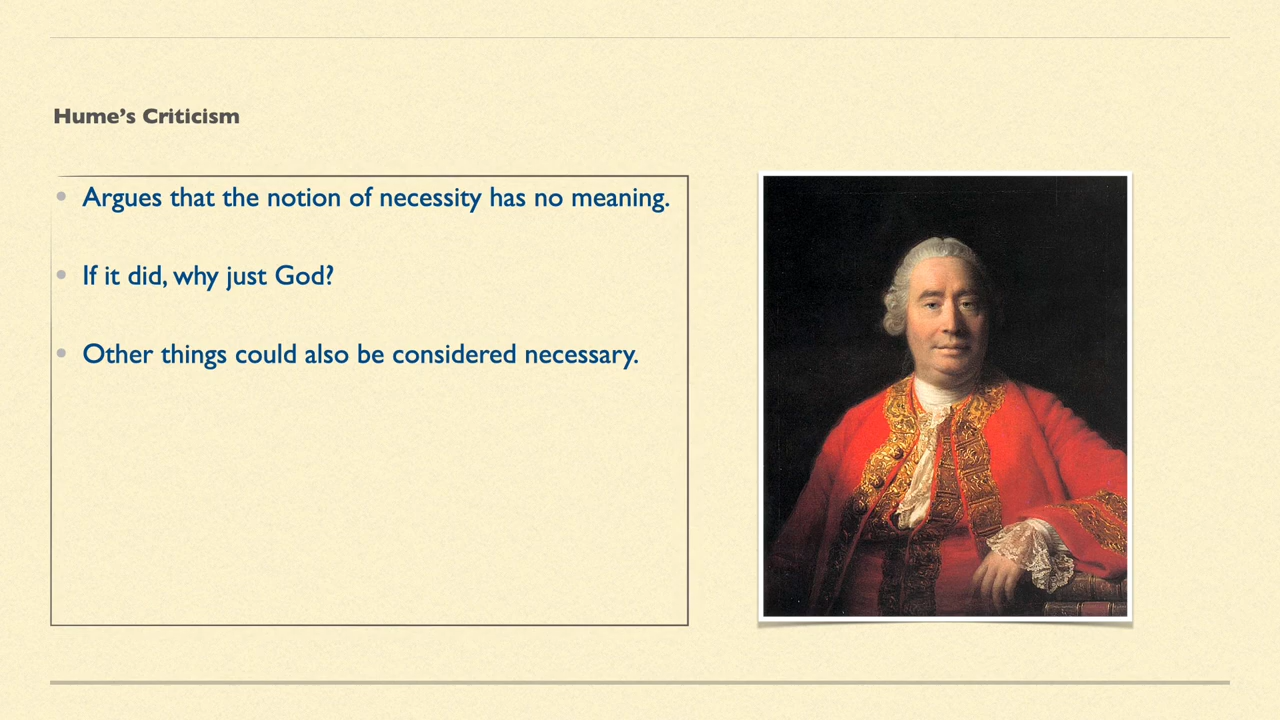 Hume’s Criticism
• Argues that the notion of necessity has no meaning.
• If it did, why just God?
• Other things could also be considered necessary.